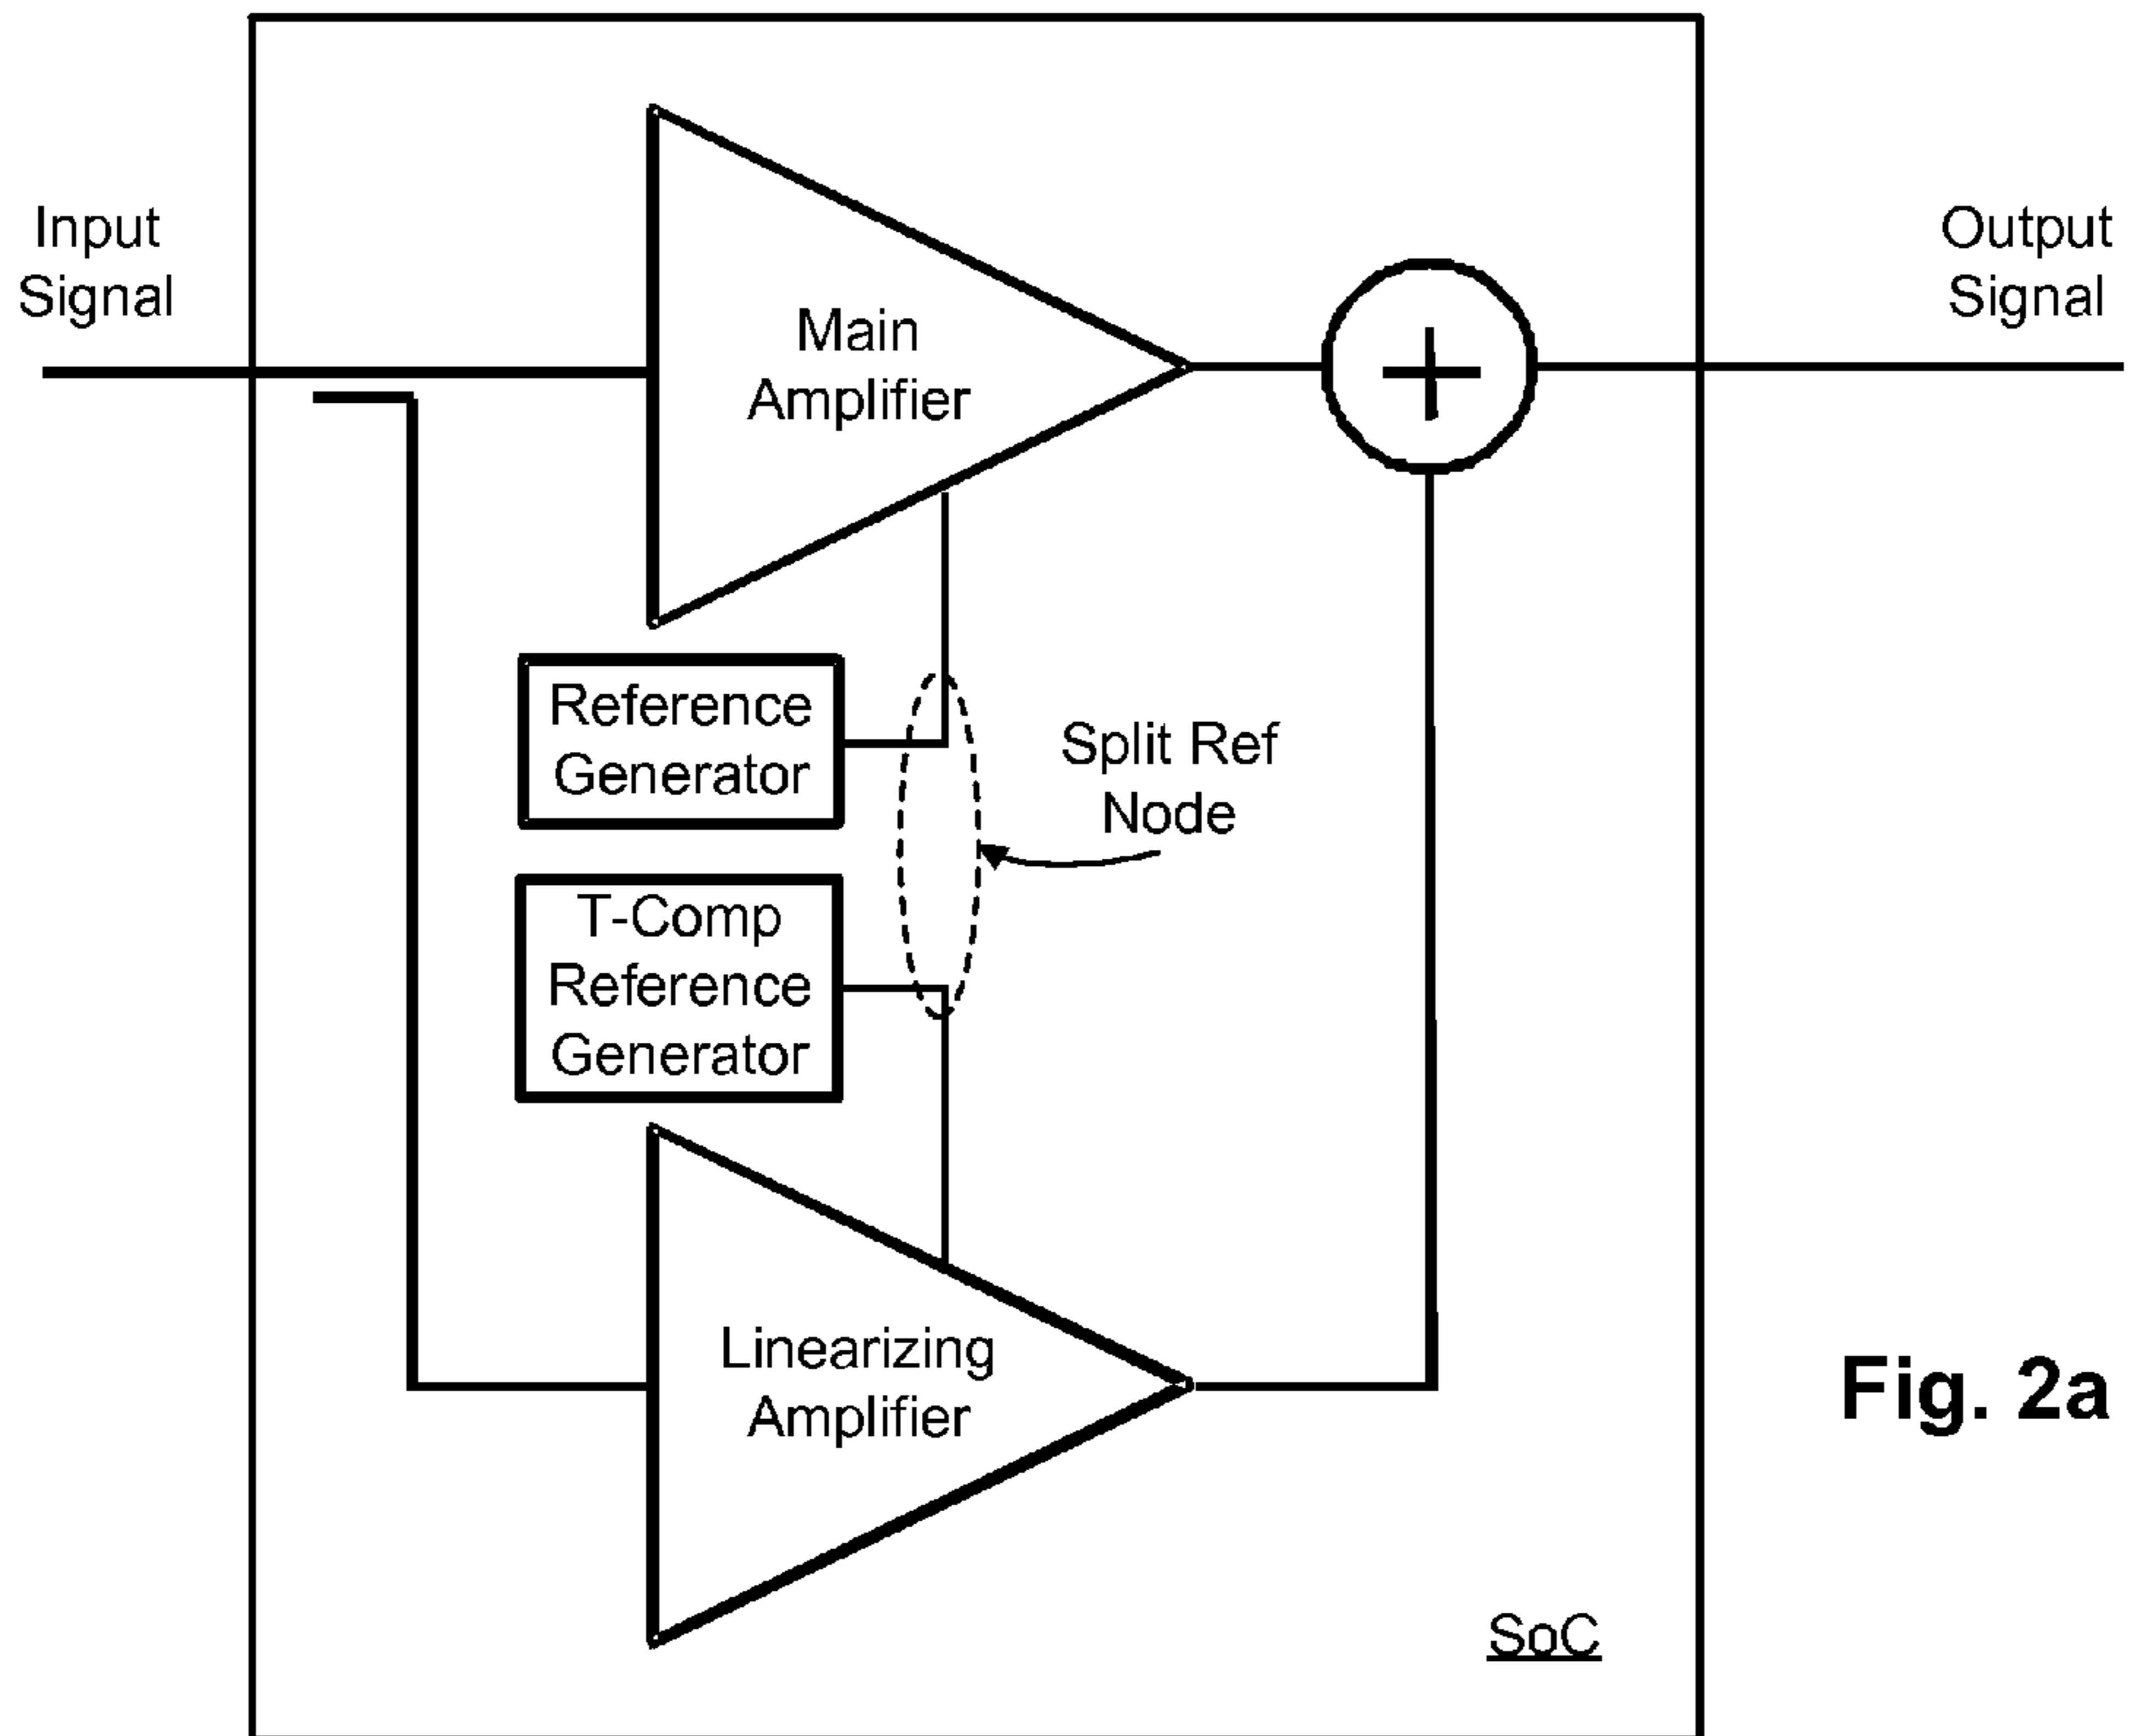 Input
Signal
Output
Signal
Main
Amplifier
+
Reference
Generator
Split Ref
Node
T-Comp
Reference
Generator
Linearizing
Amplifier
Fig. 2a
SoC